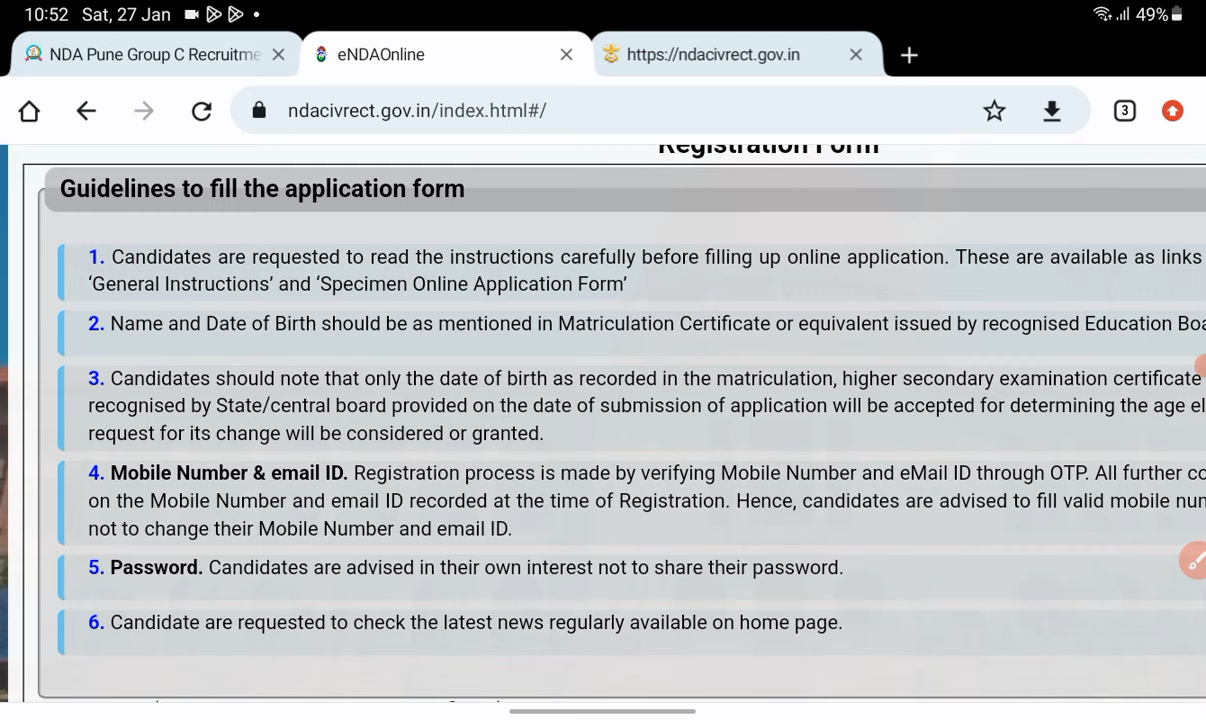 10:52 Sat, 27 Jan
49%
NDA Pune Group C Recruitme
eNDAOnline
https://ndacivrect.gov.in
ndacivrect.gov.in/index.html#/
3
Registration Form
Guidelines to fill the application form
1. Candidates are requested to read the instructions carefully before filling up online application. These are available as links
‘General Instructions’ and ‘Specimen Online Application Form’
2. Name and Date of Birth should be as mentioned in Matriculation Certificate or equivalent issued by recognised Education Boa
3. Candidates should note that only the date of birth as recorded in the matriculation, higher secondary examination certificate
recognised by State/central board provided on the date of submission of application will be accepted for determining the age el
request for its change will be considered or granted.
4. Mobile Number & email ID. Registration process is made by verifying Mobile Number and eMail ID through OTP. All further co
on the Mobile Number and email ID recorded at the time of Registration. Hence, candidates are advised to fill valid mobile num
not to change their Mobile Number and email ID.
5. Password. Candidates are advised in their own interest not to share their password.
6. Candidate are requested to check the latest news regularly available on home page.